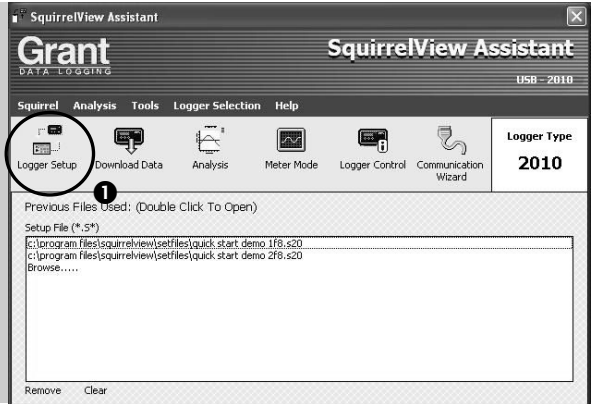 SquirrelView Assistant
Grant
DATA LOGGING
SquirrelView Assistant
USB - 2010
Squirrel Analysis Tools Logger Selection Help
Logger Setup Download Data Analysis Meter Mode Logger Control Communication Wizard
Logger Type
2010
1
Previous Files Used: (Double Click To Open)
Setup File (*.S*)
c:\program files\squirrelview\setfiles\quick start demo 1f8.s20
c:\program files\squirrelview\setfiles\quick start demo 2f8.s20
Browse.....
Remove Clear